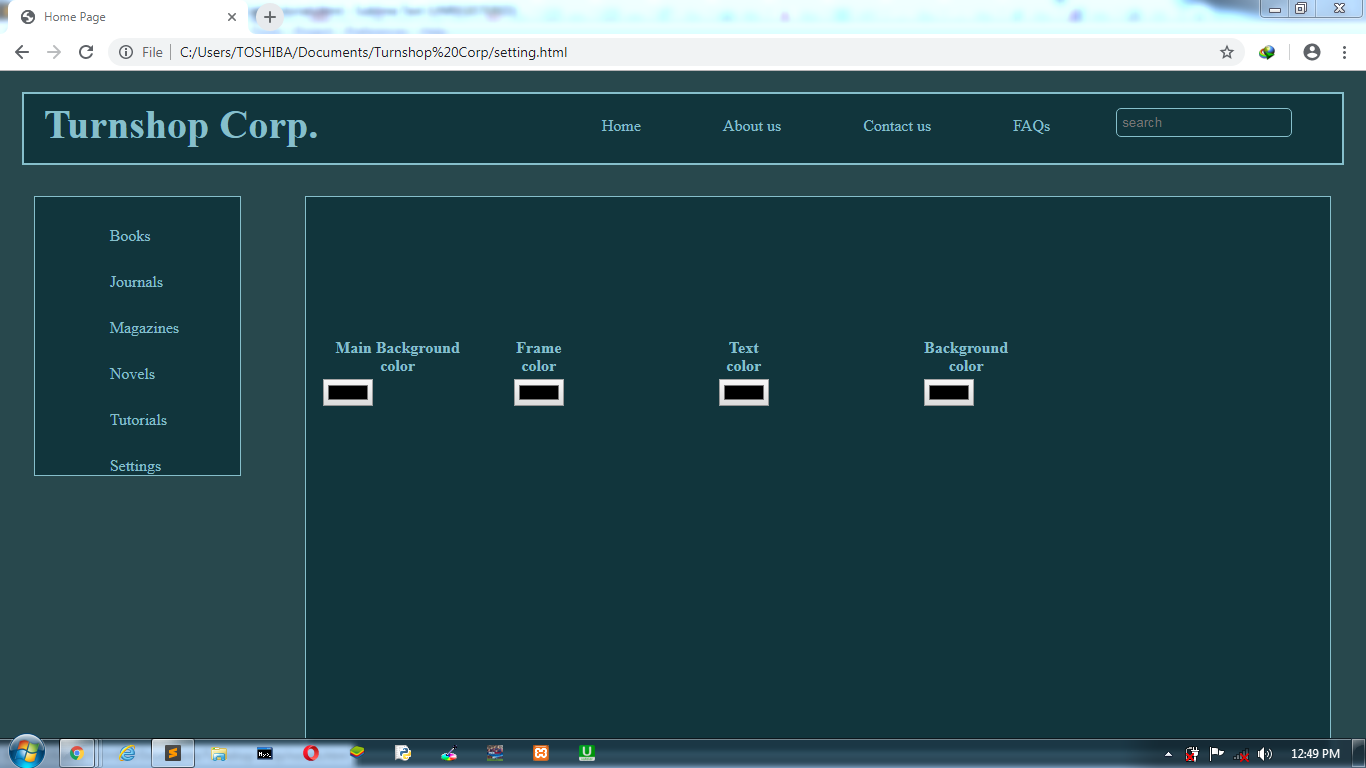 Home Page
File
C:/Users/TOSHIBA/Documents/Turnshop%20Corp/setting.html
Turnshop Corp.
Home
About us
Contact us
FAQs
search
Books
Journals
Magazines
Novels
Tutorials
Settings
Main Background
color
Frame
color
Text
color
Background
color
12:49 PM